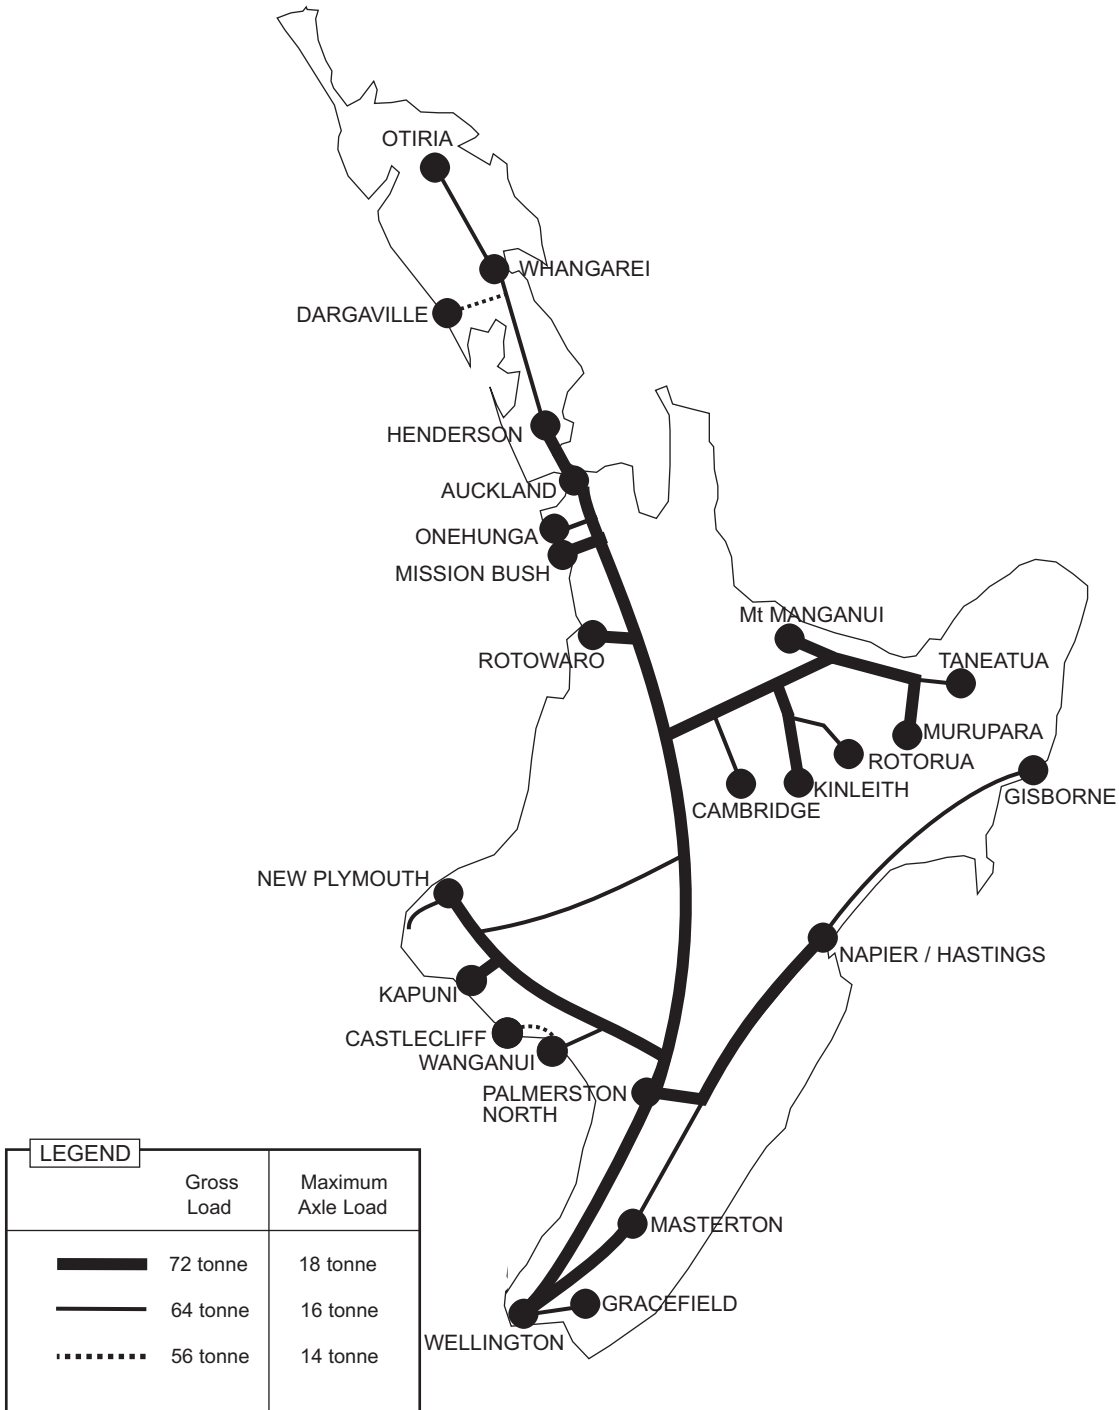 OTIRIA
WHANGAREI
DARGAVILLE
HENDERSON
AUCKLAND
ONEHUNGA
MISSION BUSH
Mt MANGANUI
ROTOWARO
TANEATUA
MURUPARA
ROTORUA
KINLEITH
GISBORNE
CAMBRIDGE
NEW PLYMOUTH
NAPIER / HASTINGS
KAPUNI
CASTLECLIFF
WANGANUI
PALMERSTON
NORTH
MASTERTON
GRACEFIELD
WELLINGTON
LEGEND
Gross Maximum
Load Axle Load
72 tonne 18 tonne
64 tonne 16 tonne
56 tonne 14 tonne